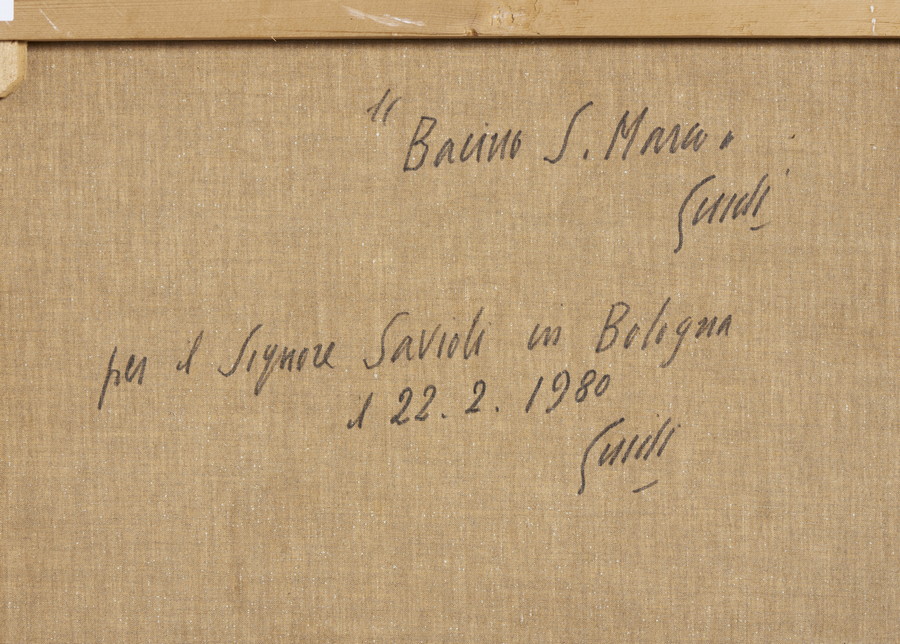 "Bacino S. Marco"
Guidi
per il Signore Savioli in Bologna
il 22. 2. 1980
Guidi